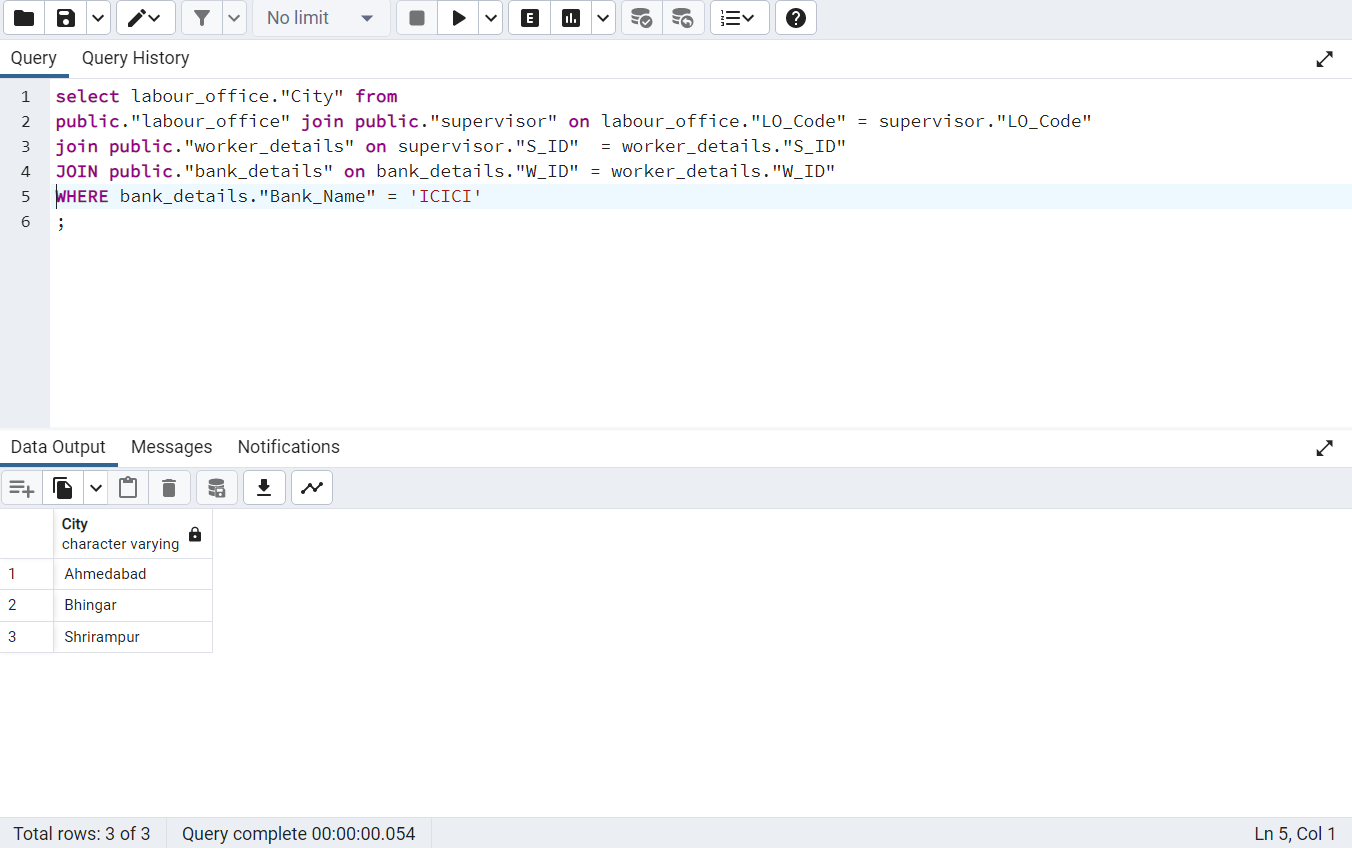 No limit
E
Query Query History
1 select labour_office."City" from
2 public."labour_office" join public."supervisor" on labour_office."LO_Code" = supervisor."LO_Code"
3 join public."worker_details" on supervisor."S_ID"  = worker_details."S_ID"
4 JOIN public."bank_details" on bank_details."W_ID" = worker_details."W_ID"
5 WHERE bank_details."Bank_Name" = 'ICICI'
6 ;
Data Output Messages Notifications
City
character varying
1 Ahmedabad
2 Bhingar
3 Shrirampur
Total rows: 3 of 3 Query complete 00:00:00.054 Ln 5, Col 1